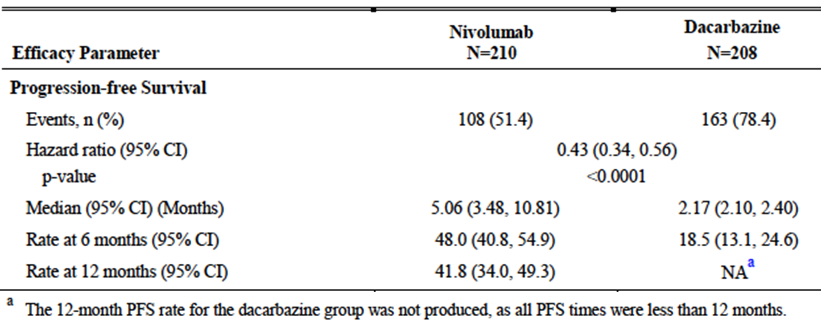 Efficacy Parameter Nivolumab N=210 Dacarbazine N=208
Progression-free Survival
Events, n (%) 108 (51.4) 163 (78.4)
Hazard ratio (95% CI) 0.43 (0.34, 0.56)
p-value <0.0001
Median (95% CI) (Months) 5.06 (3.48, 10.81) 2.17 (2.10, 2.40)
Rate at 6 months (95% CI) 48.0 (40.8, 54.9) 18.5 (13.1, 24.6)
Rate at 12 months (95% CI) 41.8 (34.0, 49.3) NAa
a The 12-month PFS rate for the dacarbazine group was not produced, as all PFS times were less than 12 months.